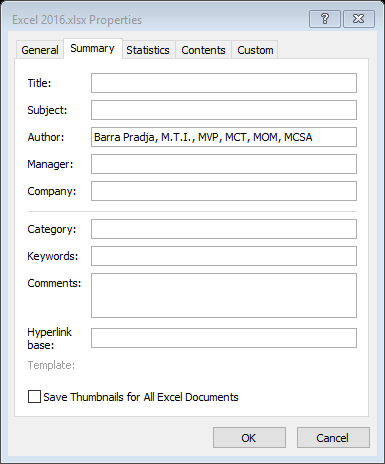 Excel 2016.xlsx Properties
?
General Summary Statistics Contents Custom
Title:
Subject:
Author: Barra Pradja, M.T.I., MVP, MCT, MOM, MCSA
Manager:
Company:
Category:
Keywords:
Comments:
Hyperlink
base:
Template:
Save Thumbnails for All Excel Documents
OK Cancel